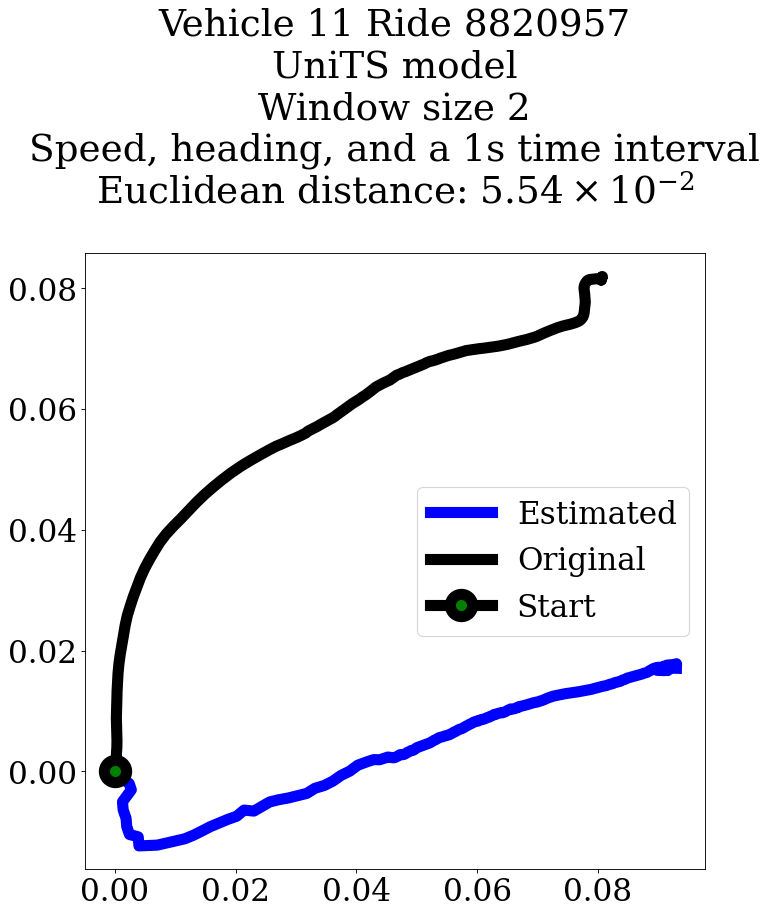 Vehicle 11 Ride 8820957
UniTS model
Window size 2
Speed, heading, and a 1s time interval
Euclidean distance: 5.54 × 10⁻²
0.08
0.06
0.04
0.02
0.00
Estimated
Original
Start
0.00 0.02 0.04 0.06 0.08